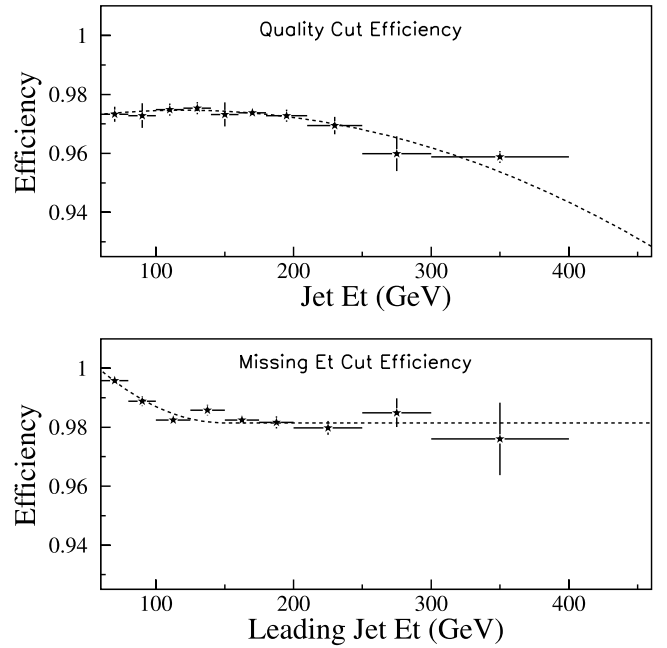 Quality Cut Efficiency
1
0.98
0.96
0.94
Efficiency
100 200 300 400
Jet Et (GeV)
Missing Et Cut Efficiency
1
0.98
0.96
0.94
Efficiency
100 200 300 400
Leading Jet Et (GeV)